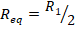 R_eq = R_1/2